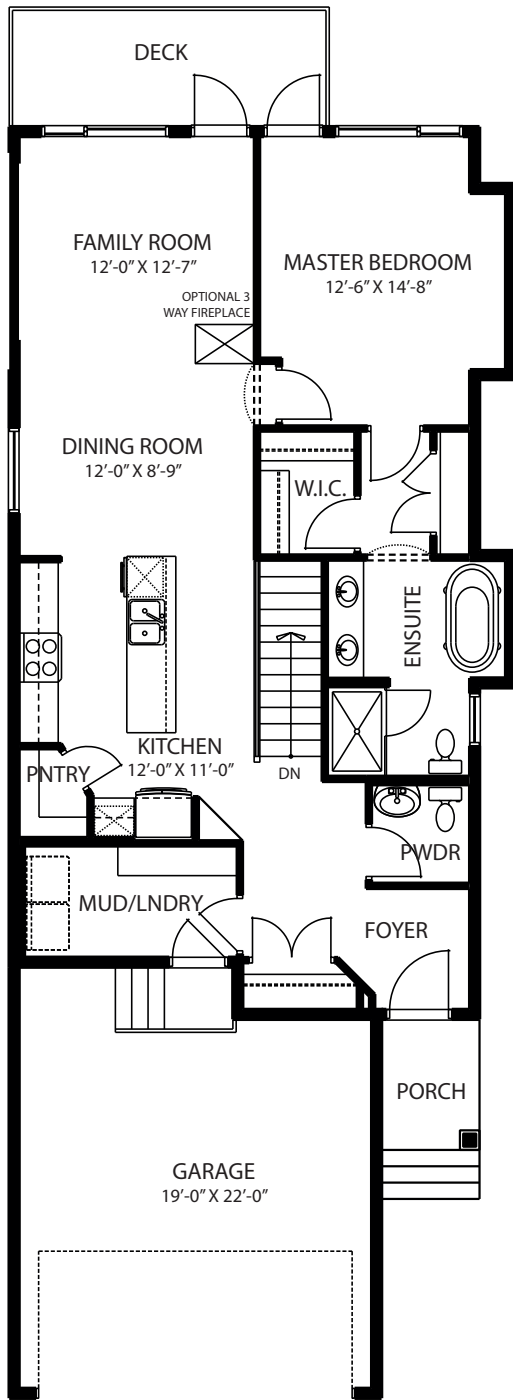 DECK
FAMILY ROOM
12'-0" X 12'-7"
MASTER BEDROOM
12'-6" X 14'-8"
OPTIONAL 3
WAY FIREPLACE
DINING ROOM
12'-0" X 8'-9"
W.I.C.
ENSUITE
KITCHEN
12'-0" X 11'-0"
PNTRY
DN
PWDR
MUD/LNDRY
FOYER
PORCH
GARAGE
19'-0" X 22'-0"